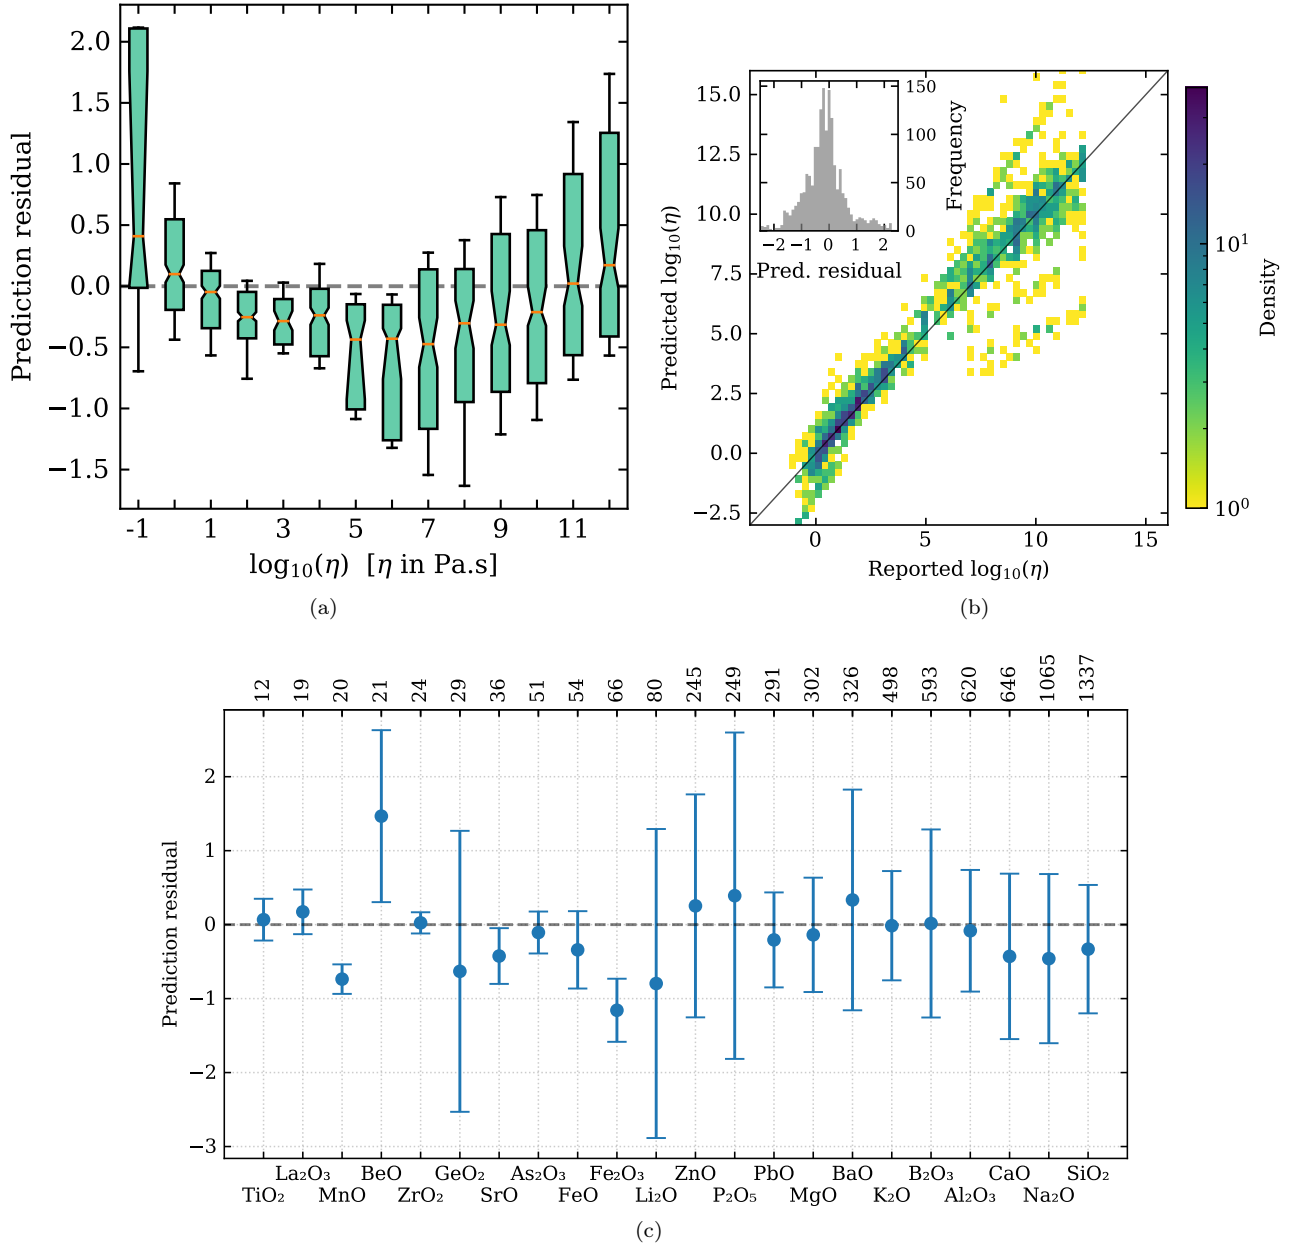 2.0
1.5
1.0
0.5
0.0
−0.5
−1.0
−1.5
Prediction residual
-1 1 3 5 7 9 11
log₁₀(η) [η in Pa.s]
(a)
15.0
12.5
10.0
7.5
5.0
2.5
0.0
−2.5
Predicted log₁₀(η)
150
100
50
0
Frequency
−2 −1 0 1 2
Pred. residual
0 5 10 15
Reported log₁₀(η)
10¹
10⁰
Density
(b)
12 19 20 21 24 29 36 51 54 66 80 245 249 291 302 326 498 593 620 646 1065 1337
2
1
0
−1
−2
−3
Prediction residual
La₂O₃ BeO GeO₂ As₂O₃ Fe₂O₃ ZnO PbO BaO B₂O₃ CaO SiO₂
TiO₂ MnO ZrO₂ SrO FeO Li₂O P₂O₅ MgO K₂O Al₂O₃ Na₂O
(c)